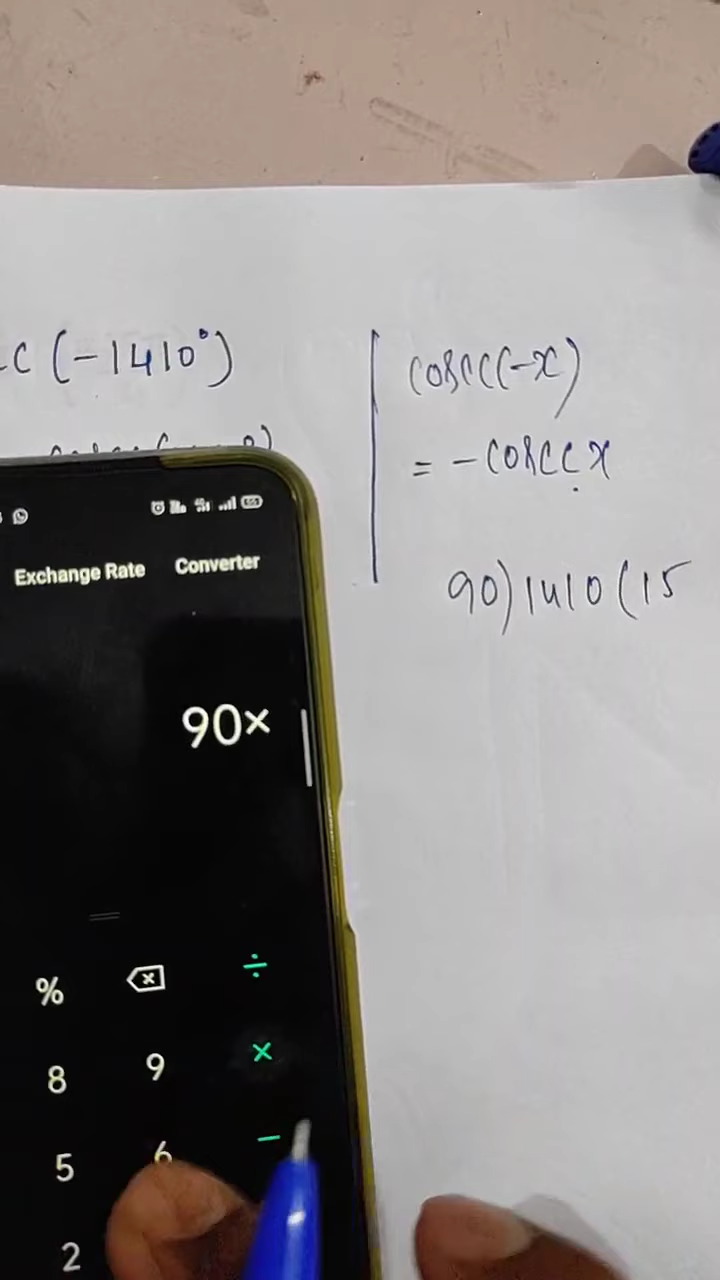 C (-1410°)
cosec(-x)
= -cosec x
90)1410(15
Exchange Rate Converter
90×
% ÷
8 9 ×
5 6 −
2